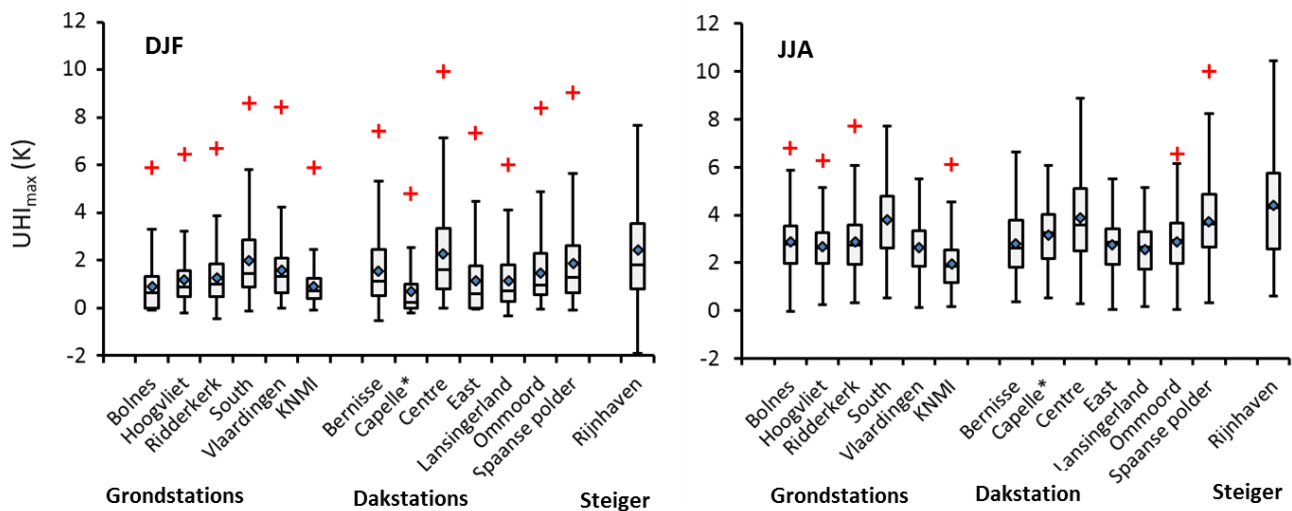 DJF
UHImax (K)
12
10
8
6
4
2
0
-2
Bolnes
Hoogvliet
Ridderkerk
South
Vlaardingen
KNMI
Bernisse
Capelle*
Centre
East
Lansingerland
Ommoord
Spaanse polder
Rijnhaven
Grondstations
Dakstations
Steiger
JJA
12
10
8
6
4
2
0
-2
Bolnes
Hoogvliet
Ridderkerk
South
Vlaardingen
KNMI
Bernisse
Capelle*
Centre
East
Lansingerland
Ommoord
Spaanse polder
Rijnhaven
Grondstations
Dakstation
Steiger